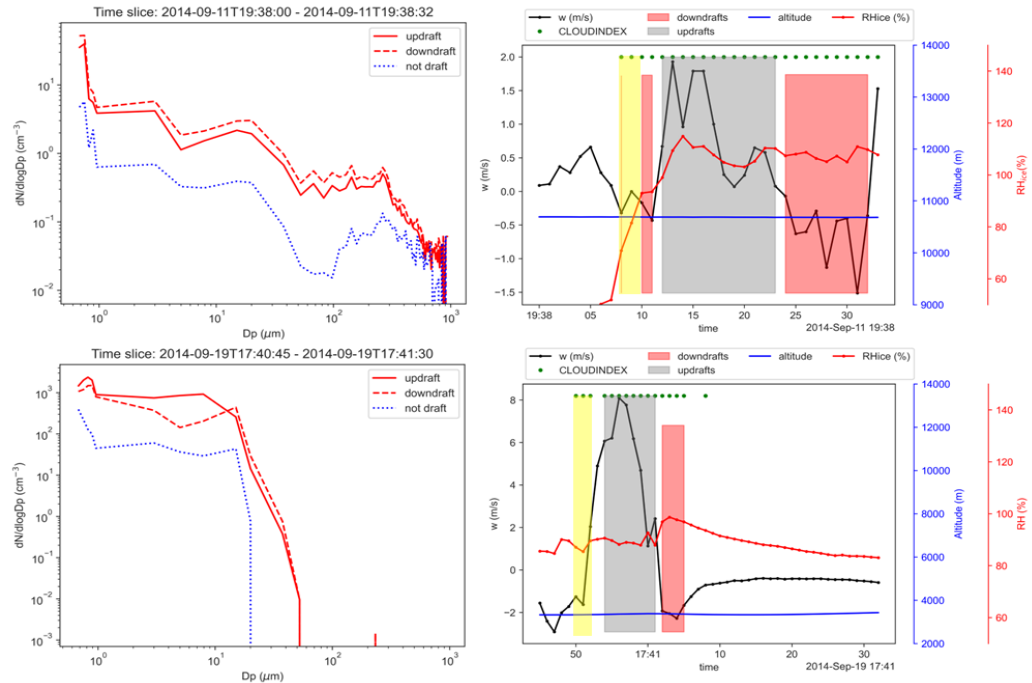 Time slice: 2014-09-11T19:38:00 - 2014-09-11T19:38:32
updraft
downdraft
not draft
dN/dlogDp (cm⁻³)
10¹
10⁰
10⁻¹
10⁻²
10⁰ 10¹ 10² 10³
Dp (μm)
w (m/s) downdrafts altitude RHice (%)
CLOUDINDEX updrafts
w (m/s)
2.0
1.5
1.0
0.5
0.0
−0.5
−1.0
−1.5
19:38 05 10 15 20 25 30
time 2014-Sep-11 19:38
Altitude (m)
14000
13000
12000
11000
10000
9000
RHice (%)
140
120
100
80
60
Time slice: 2014-09-19T17:40:45 - 2014-09-19T17:41:30
updraft
downdraft
not draft
dN/dlogDp (cm⁻³)
10³
10²
10¹
10⁰
10⁻¹
10⁻²
10⁻³
10⁰ 10¹ 10² 10³
Dp (μm)
w (m/s) downdrafts altitude RHice (%)
CLOUDINDEX updrafts
w (m/s)
8
6
4
2
0
−2
50 17:41 10 20 30
time 2014-Sep-19 17:41
Altitude (m)
14000
12000
10000
8000
6000
4000
2000
RH (%)
140
120
100
80
60